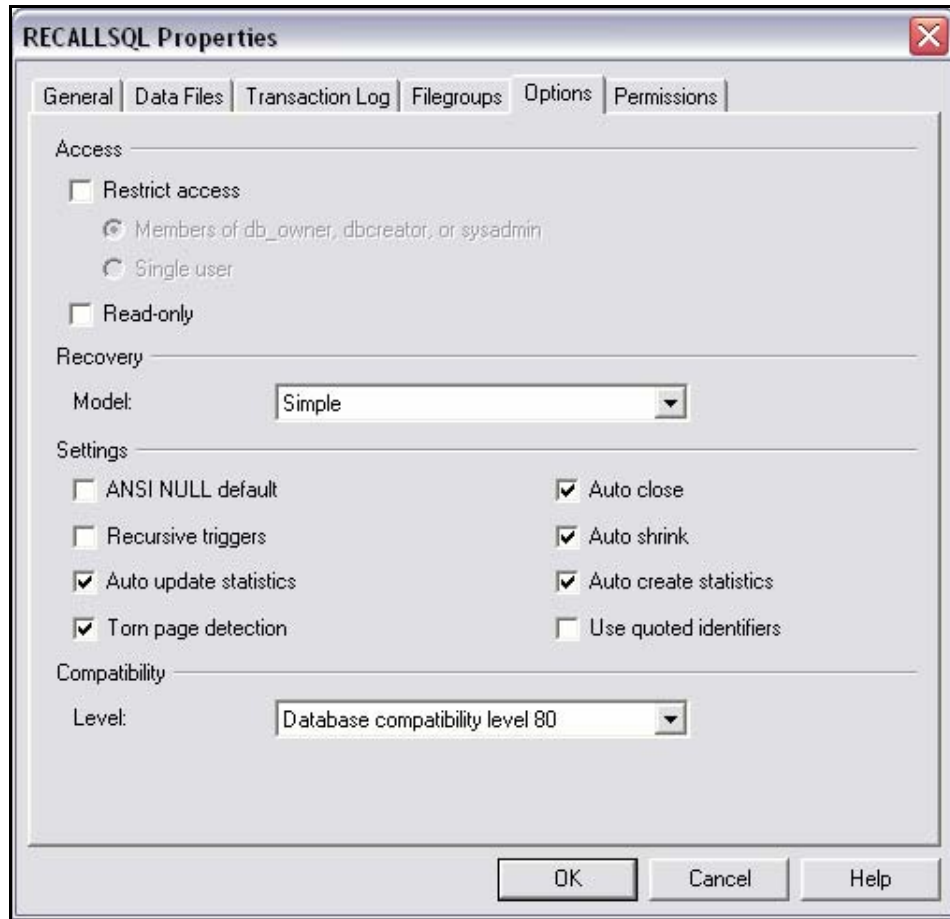 RECALLSQL Properties
General Data Files Transaction Log Filegroups Options Permissions
Access
Restrict access
Members of db_owner, dbcreator, or sysadmin
Single user
Read-only
Recovery
Model: Simple
Settings
ANSI NULL default Auto close
Recursive triggers Auto shrink
Auto update statistics Auto create statistics
Torn page detection Use quoted identifiers
Compatibility
Level: Database compatibility level 80
OK Cancel Help